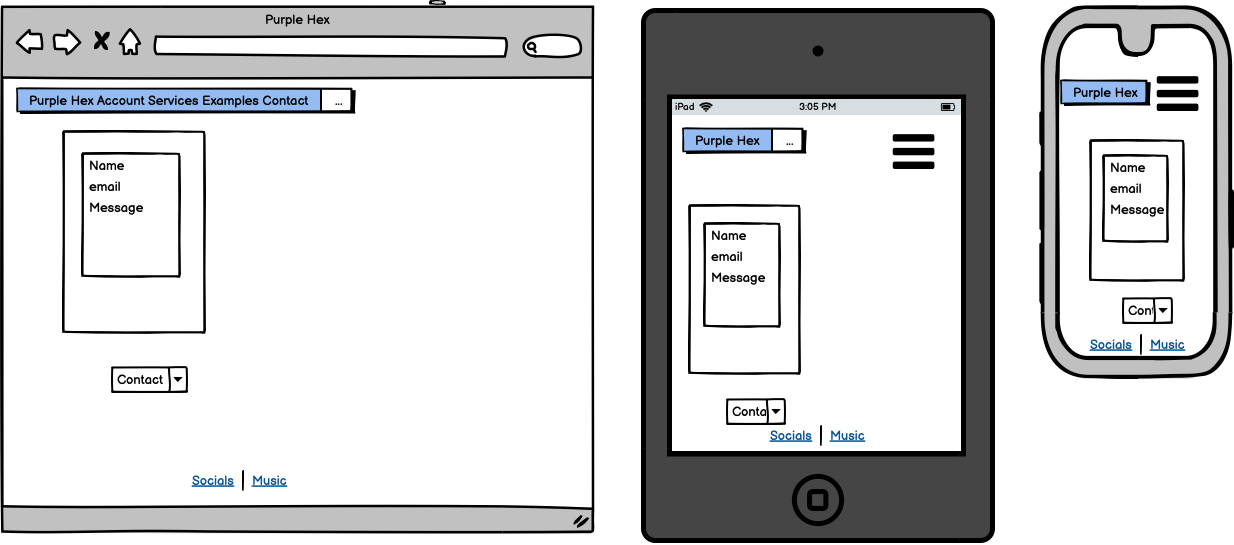 Purple Hex
Purple Hex Account Services Examples Contact ...
Name
email
Message
Contact
Socials Music
iPad 3:05 PM
Purple Hex ...
Name
email
Message
Conta
Socials Music
Purple Hex
Name
email
Message
Cont
Socials Music